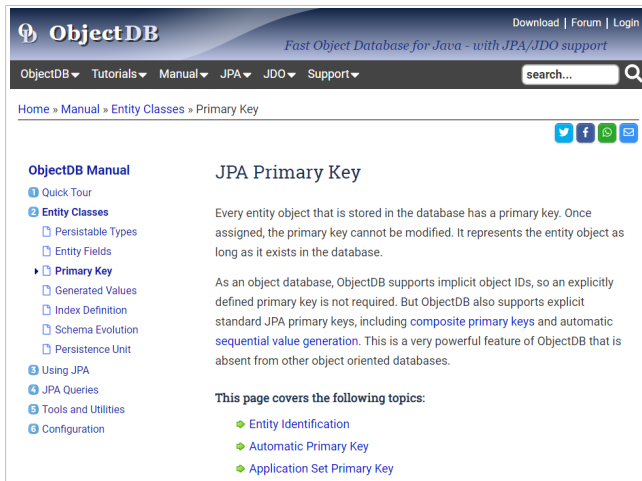 Download | Forum | Login
ObjectDB
Fast Object Database for Java - with JPA/JDO support
ObjectDB Tutorials Manual JPA JDO Support search...
Home » Manual » Entity Classes » Primary Key
ObjectDB Manual
1 Quick Tour
2 Entity Classes
Persistable Types
Entity Fields
Primary Key
Generated Values
Index Definition
Schema Evolution
Persistence Unit
3 Using JPA
4 JPA Queries
5 Tools and Utilities
6 Configuration
JPA Primary Key
Every entity object that is stored in the database has a primary key. Once
assigned, the primary key cannot be modified. It represents the entity object as
long as it exists in the database.
As an object database, ObjectDB supports implicit object IDs, so an explicitly
defined primary key is not required. But ObjectDB also supports explicit
standard JPA primary keys, including composite primary keys and automatic
sequential value generation. This is a very powerful feature of ObjectDB that is
absent from other object oriented databases.
This page covers the following topics:
Entity Identification
Automatic Primary Key
Application Set Primary Key